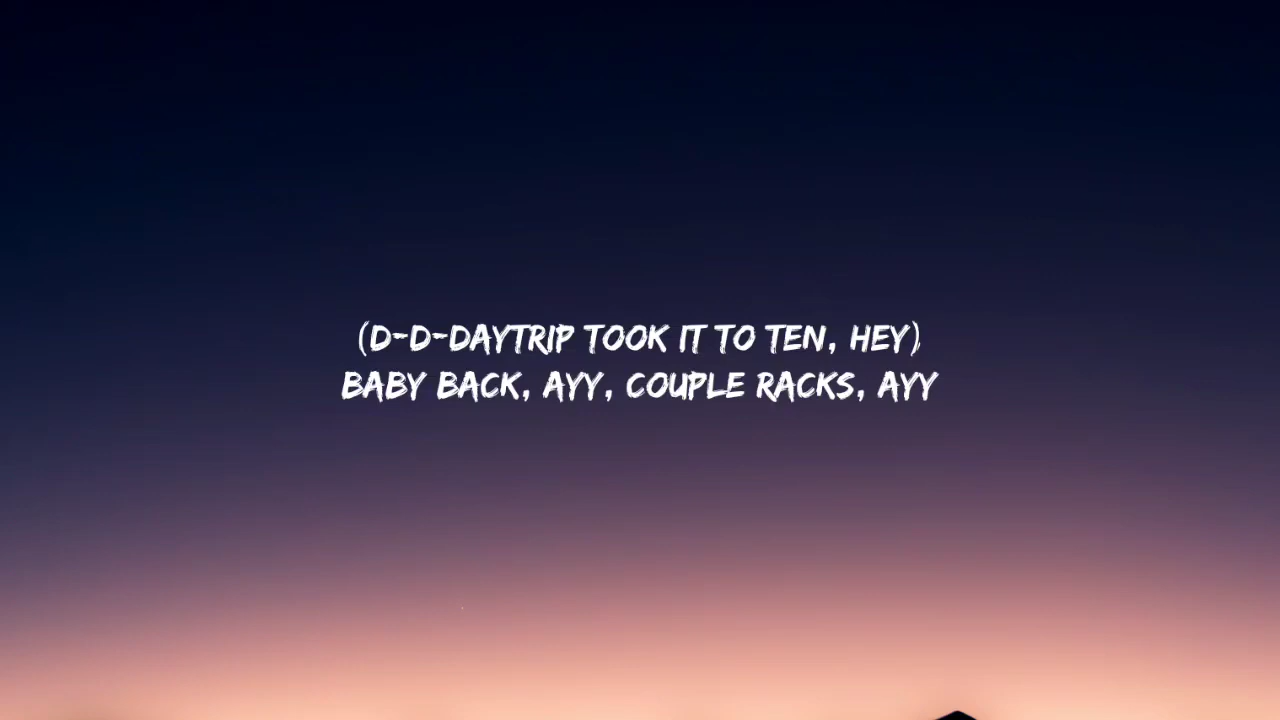 (D-D-DAYTRIP TOOK IT TO TEN, HEY)
BABY BACK, AYY, COUPLE RACKS, AYY